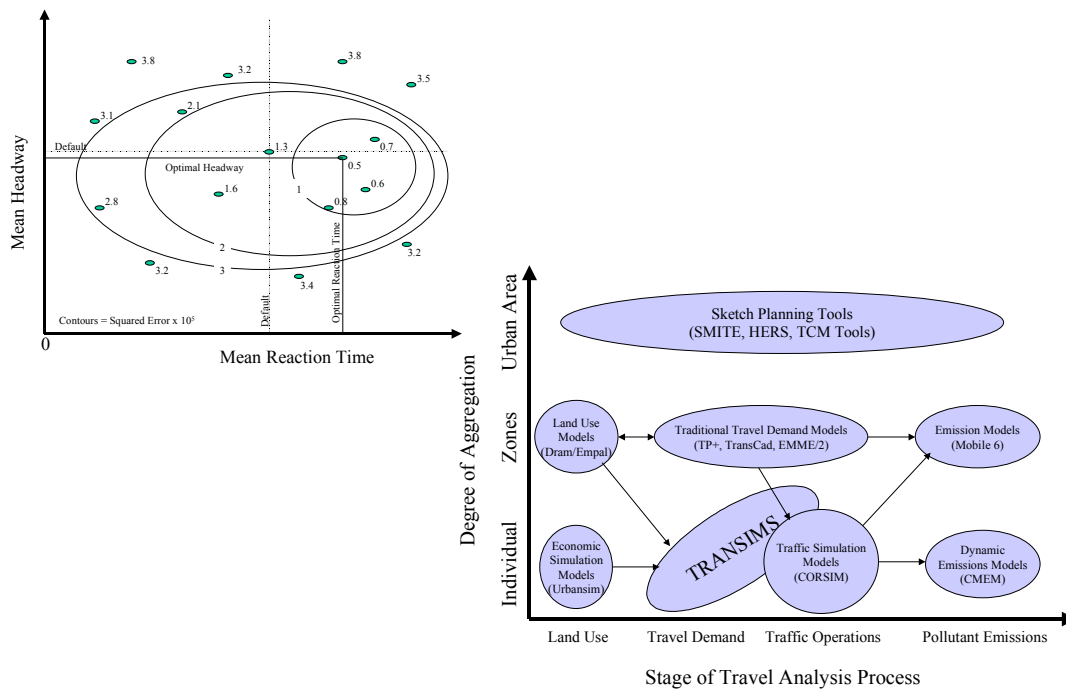 3.8
3.2
3.8
3.5
3.1
2.1
0.7
Default
1.3
0.5
Optimal Headway
1
0.6
1.6
2.8
0.8
2
3
3.2
3.2
3.4
Default
Optimal Reaction Time
Contours = Squared Error x 10⁵
Mean Headway
0
Mean Reaction Time
Degree of Aggregation
Urban Area
Zones
Individual
Sketch Planning Tools
(SMITE, HERS, TCM Tools)
Land Use
Models
(Dram/Empal)
Traditional Travel Demand Models
(TP+, TransCad, EMME/2)
Emission Models
(Mobile 6)
Economic
Simulation
Models
(Urbansim)
TRANSIMS
Traffic Simulation
Models
(CORSIM)
Dynamic
Emissions Models
(CMEM)
Land Use
Travel Demand
Traffic Operations
Pollutant Emissions
Stage of Travel Analysis Process